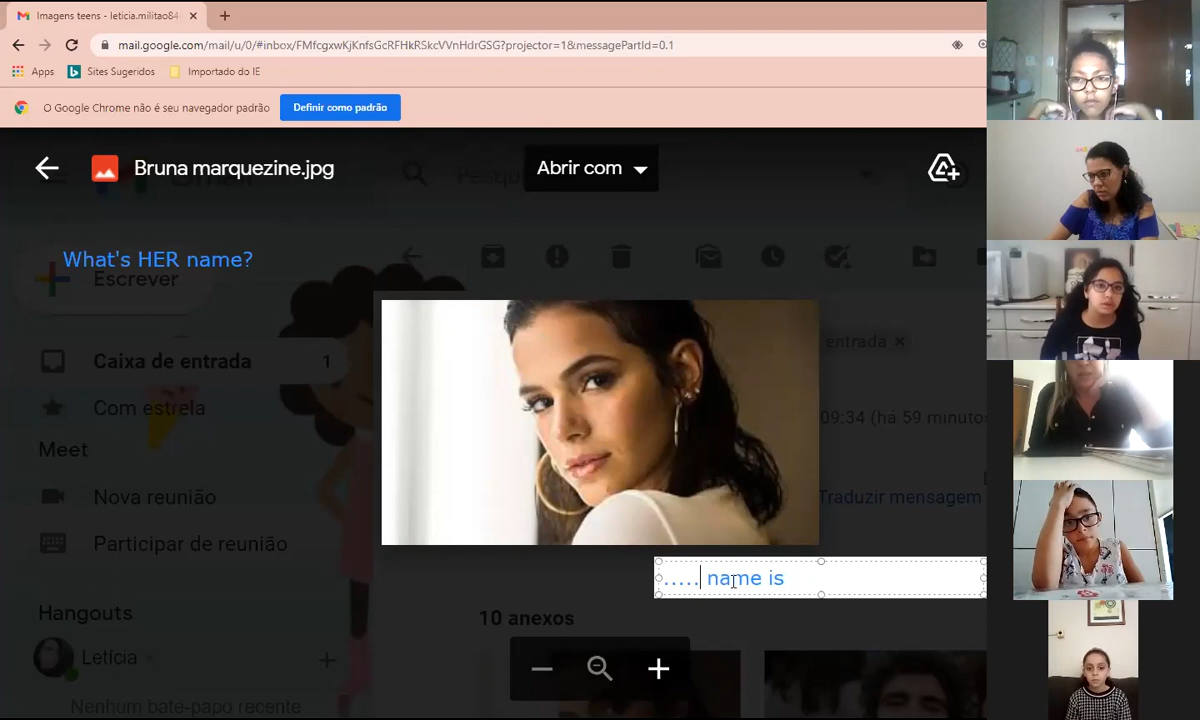 Imagens teens - leticia.militao84
mail.google.com/mail/u/0/#inbox/FMfcgxwKjKnfsGcRFHkRSkcVVnHdrGSG?projector=1&messagePartId=0.1
Apps Sites Sugeridos Importado do IE
O Google Chrome não é seu navegador padrão Definir como padrão
Bruna marquezine.jpg Abrir com
What's HER name?
Escrever
Caixa de entrada 1
entrada
Com estrela
09:34 (há 59 minutos
Meet
Nova reunião
Traduzir mensagem
Participar de reunião
..... name is
Hangouts
10 anexos
Letícia
Nenhum bate-papo recente